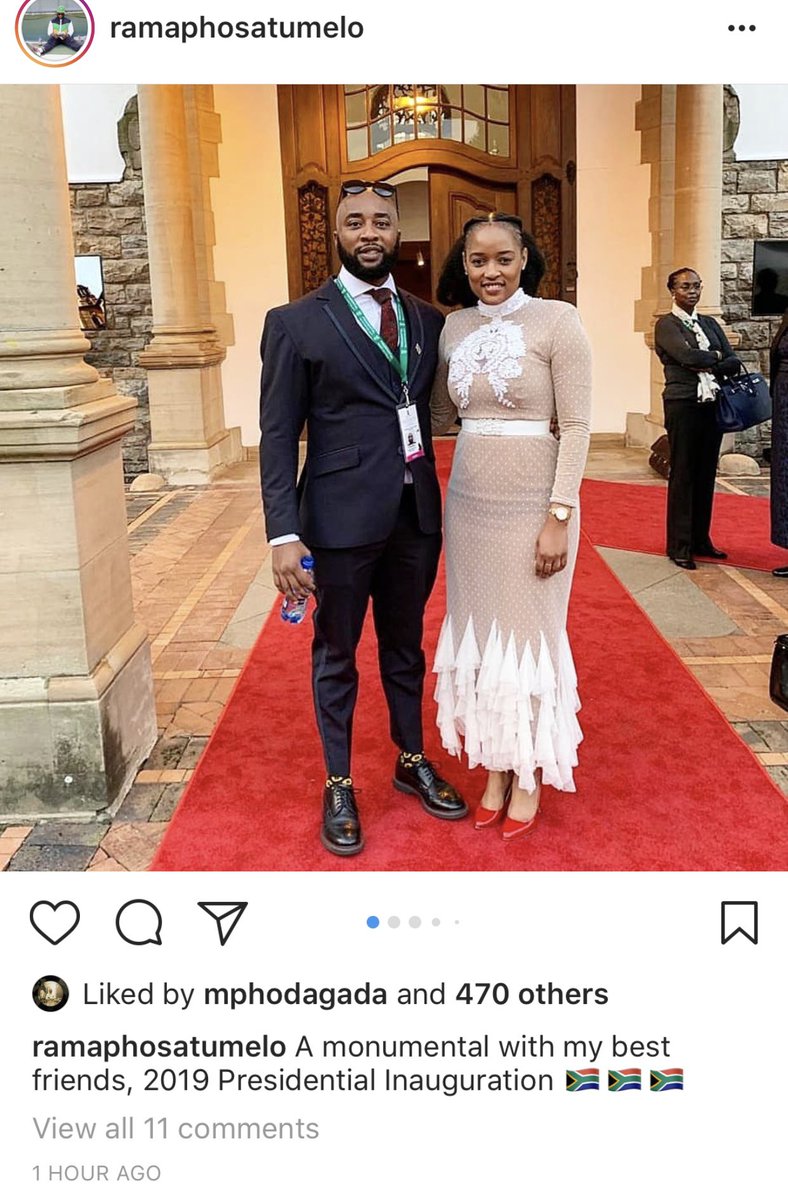 ramaphosatumelo
Liked by mphodagada and 470 others
ramaphosatumelo A monumental with my best
friends, 2019 Presidential Inauguration 🇿🇦🇿🇦🇿🇦
View all 11 comments
1 HOUR AGO